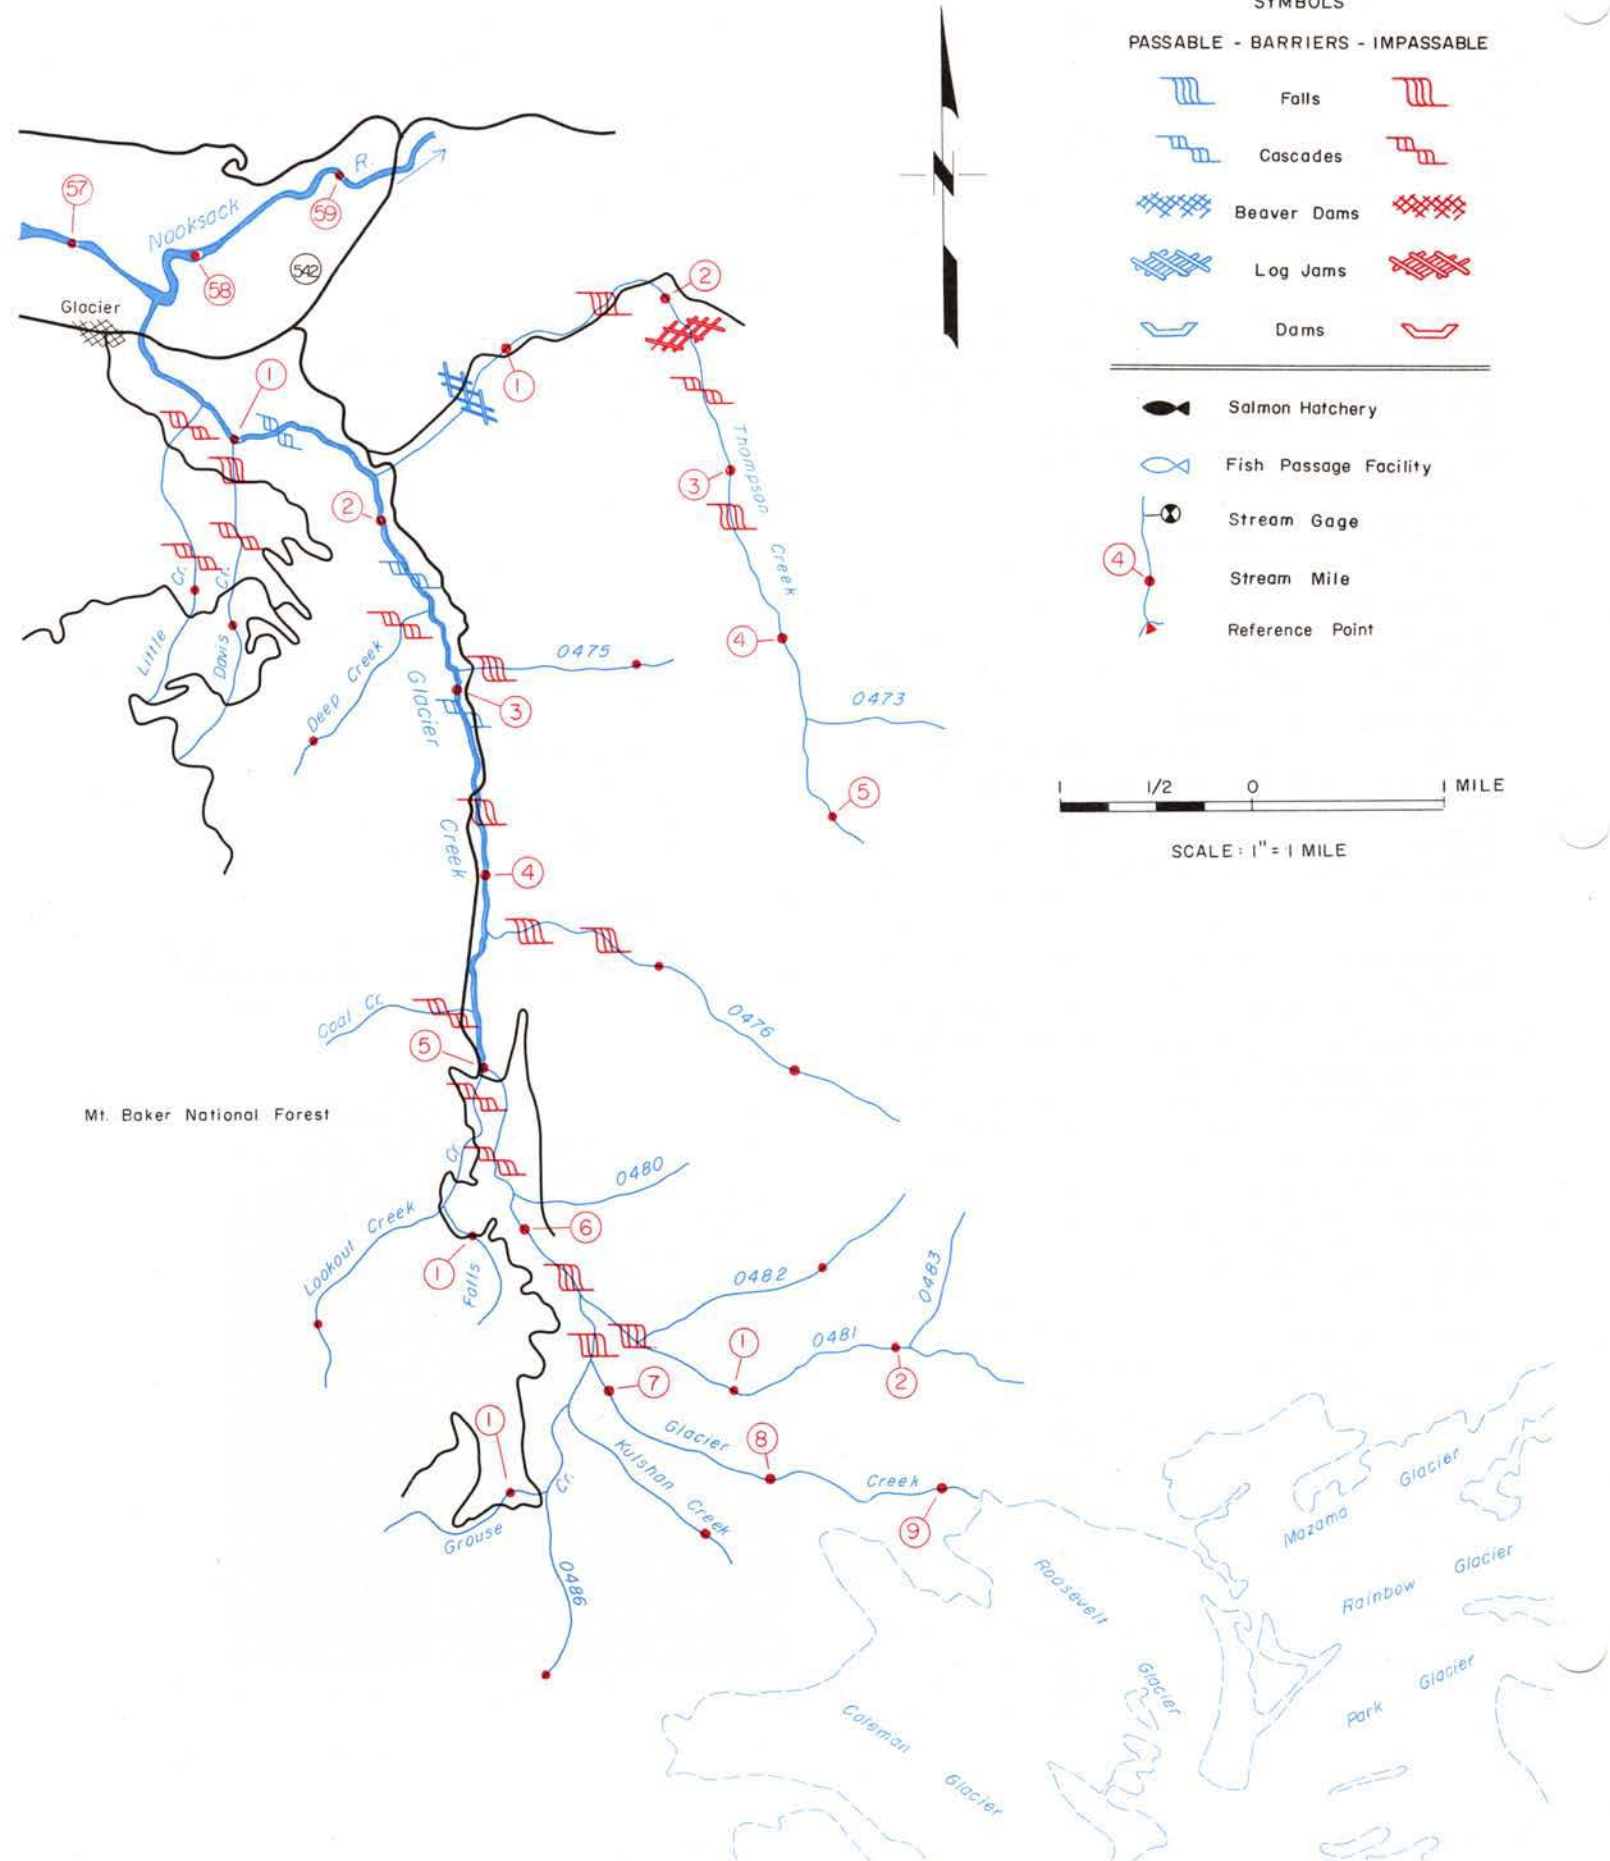 SYMBOLS
PASSABLE - BARRIERS - IMPASSABLE
Falls
Cascades
Beaver Dams
Log Jams
Dams
Salmon Hatchery
Fish Passage Facility
Stream Gage
4
Stream Mile
Reference Point
1 1/2 0 1 MILE
SCALE: 1" = 1 MILE
N
57
Nooksack R.
59
58
542
Glacier
1
2
1
Thompson Creek
3
2
4
0473
5
Little Cr.
Davis Cr.
Deep Creek
0475
3
Glacier Creek
4
0476
Coal Cr.
5
Mt. Baker National Forest
0480
Lookout Creek
6
1
Falls Cr.
0482
0483
0481
1
2
7
1
Glacier Creek
8
9
Kulshan Creek
Grouse Cr.
0486
Mazama Glacier
Rainbow Glacier
Roosevelt Glacier
Park Glacier
Coleman Glacier